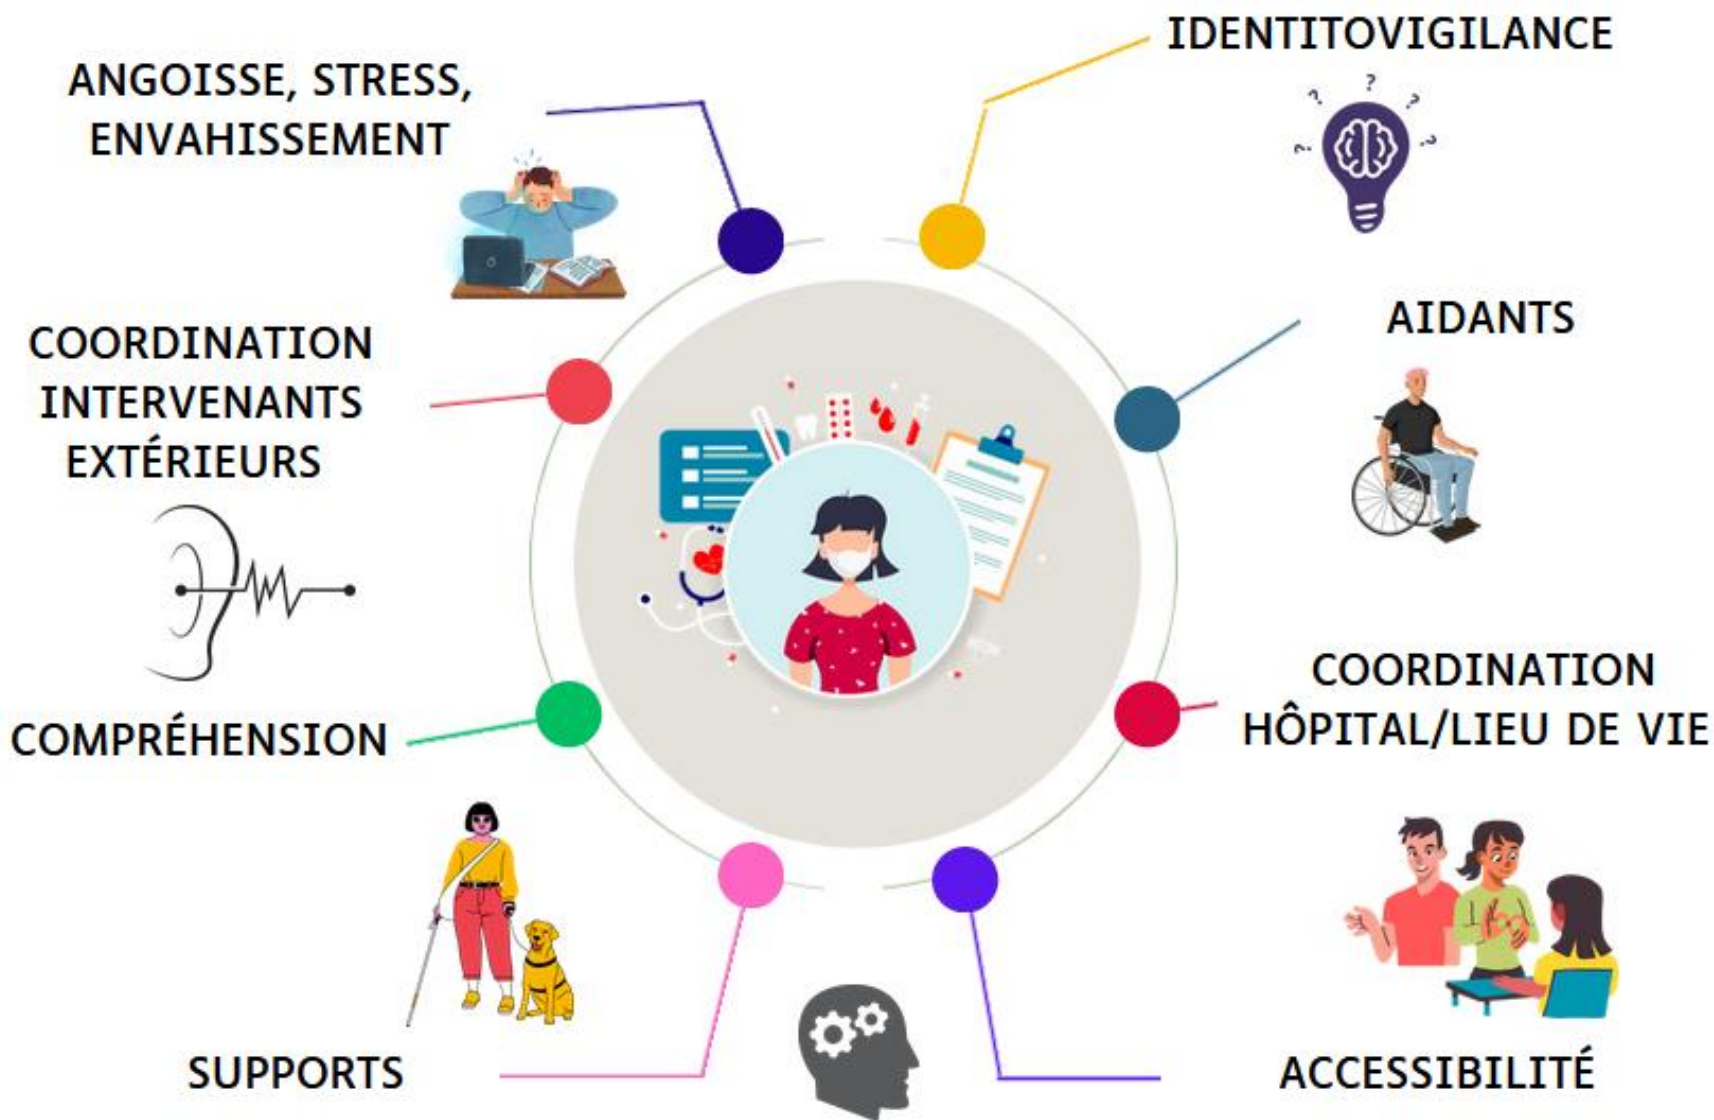 IDENTITOVIGILANCE
ANGOISSE, STRESS,
ENVAHISSEMENT
AIDANTS
COORDINATION
INTERVENANTS
EXTÉRIEURS
COORDINATION
HÔPITAL/LIEU DE VIE
COMPRÉHENSION
SUPPORTS
ACCESSIBILITÉ